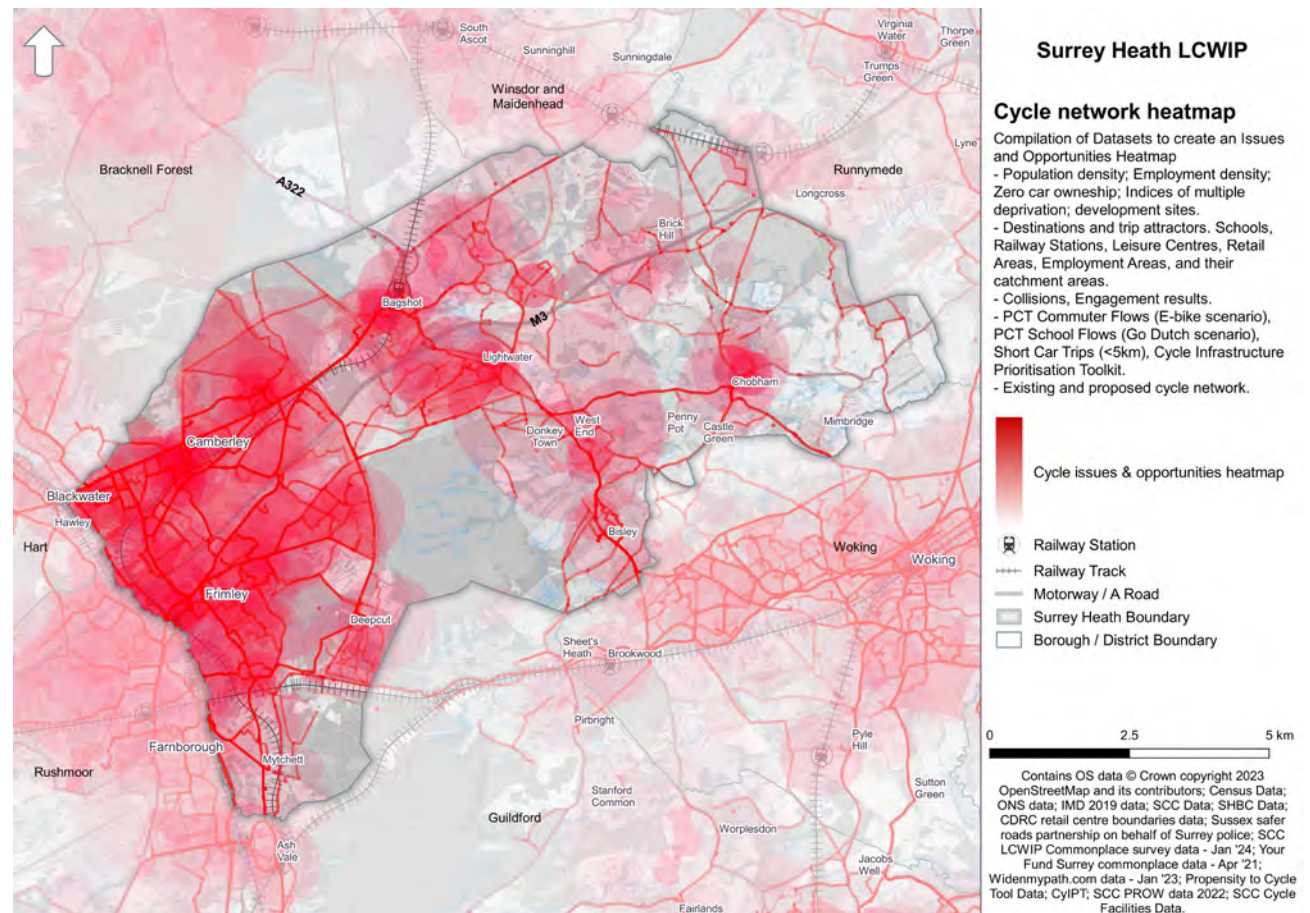 South
Ascot
Sunninghill
Sunningdale
Virginia
Water
Thorpe
Green
Trumps
Green
Winsdor and
Maidenhead
Lyne
Bracknell Forest
A322
Runnymede
Longcross
Brick
Hill
Bagshot
M3
Lightwater
Chobham
Camberley
Donkey
Town
West
End
Penny
Pot
Castle
Green
Mimbridge
Blackwater
Hawley
Hart
Bisley
Woking
Woking
Frimley
Deepcut
Sheet's
Heath
Brookwood
Pirbright
Farnborough
Mytchett
Pyle
Hill
Rushmoor
Stanford
Common
Sutton
Green
Guildford
Worplesdon
Ash
Vale
Jacobs
Well
Fairlands
Surrey Heath LCWIP
Cycle network heatmap
Compilation of Datasets to create an Issues
and Opportunities Heatmap
- Population density; Employment density;
Zero car owneship; Indices of multiple
deprivation; development sites.
- Destinations and trip attractors. Schools,
Railway Stations, Leisure Centres, Retail
Areas, Employment Areas, and their
catchment areas.
- Collisions, Engagement results.
- PCT Commuter Flows (E-bike scenario),
PCT School Flows (Go Dutch scenario),
Short Car Trips (<5km), Cycle Infrastructure
Prioritisation Toolkit.
- Existing and proposed cycle network.
Cycle issues & opportunities heatmap
Railway Station
Railway Track
Motorway / A Road
Surrey Heath Boundary
Borough / District Boundary
0 2.5 5 km
Contains OS data © Crown copyright 2023
OpenStreetMap and its contributors; Census Data;
ONS data; IMD 2019 data; SCC Data; SHBC Data;
CDRC retail centre boundaries data; Sussex safer
roads partnership on behalf of Surrey police; SCC
LCWIP Commonplace survey data - Jan '24; Your
Fund Surrey commonplace data - Apr '21;
Widenmypath.com data - Jan '23; Propensity to Cycle
Tool Data; CyIPT; SCC PROW data 2022; SCC Cycle
Facilities Data.